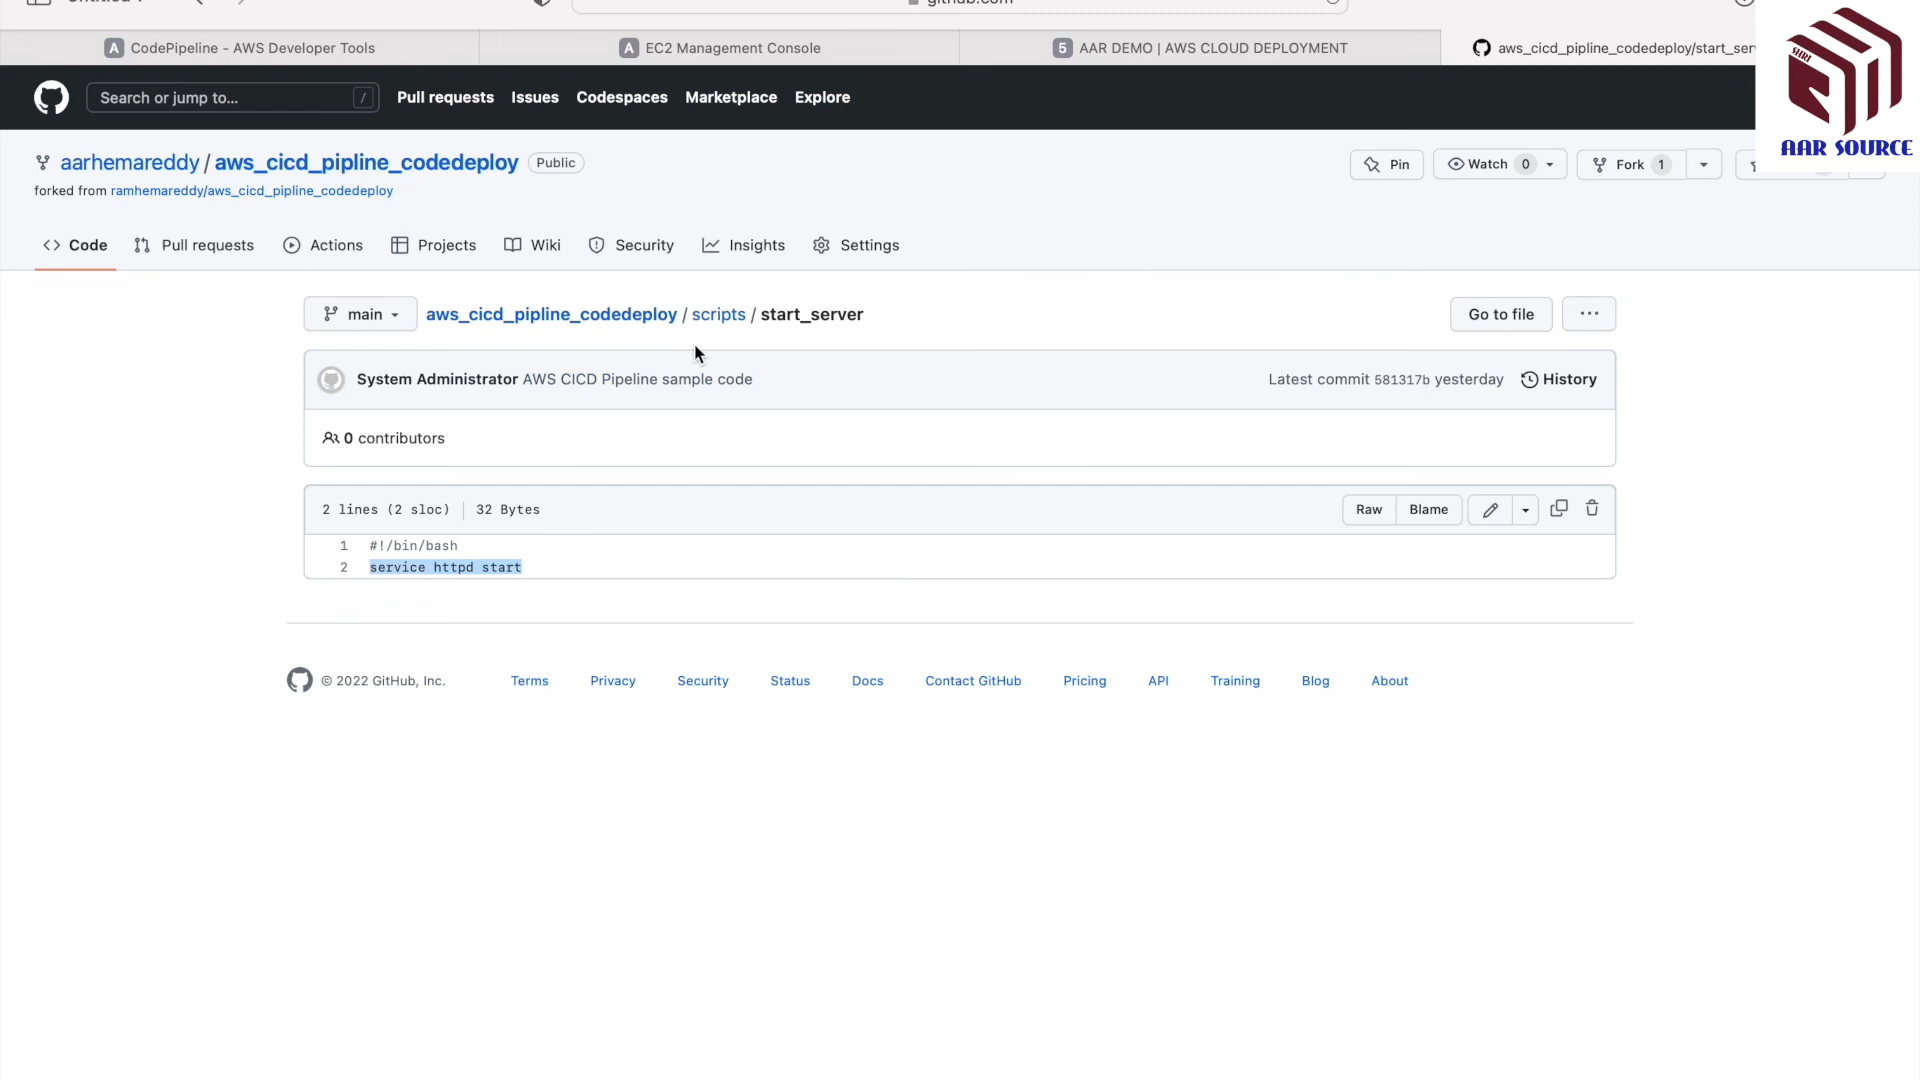 CodePipeline - AWS Developer Tools
EC2 Management Console
5 AAR DEMO | AWS CLOUD DEPLOYMENT
aws_cicd_pipline_codedeploy/start_ser
SHRI
AAR SOURCE
Search or jump to... /
Pull requests Issues Codespaces Marketplace Explore
aarhemareddy / aws_cicd_pipline_codedeploy Public
Pin Watch 0 Fork 1
forked from ramhemareddy/aws_cicd_pipline_codedeploy
Code Pull requests Actions Projects Wiki Security Insights Settings
main aws_cicd_pipline_codedeploy / scripts / start_server Go to file ...
System Administrator AWS CICD Pipeline sample code Latest commit 581317b yesterday History
0 contributors
2 lines (2 sloc) | 32 Bytes Raw Blame
1 #!/bin/bash
2 service httpd start
© 2022 GitHub, Inc. Terms Privacy Security Status Docs Contact GitHub Pricing API Training Blog About